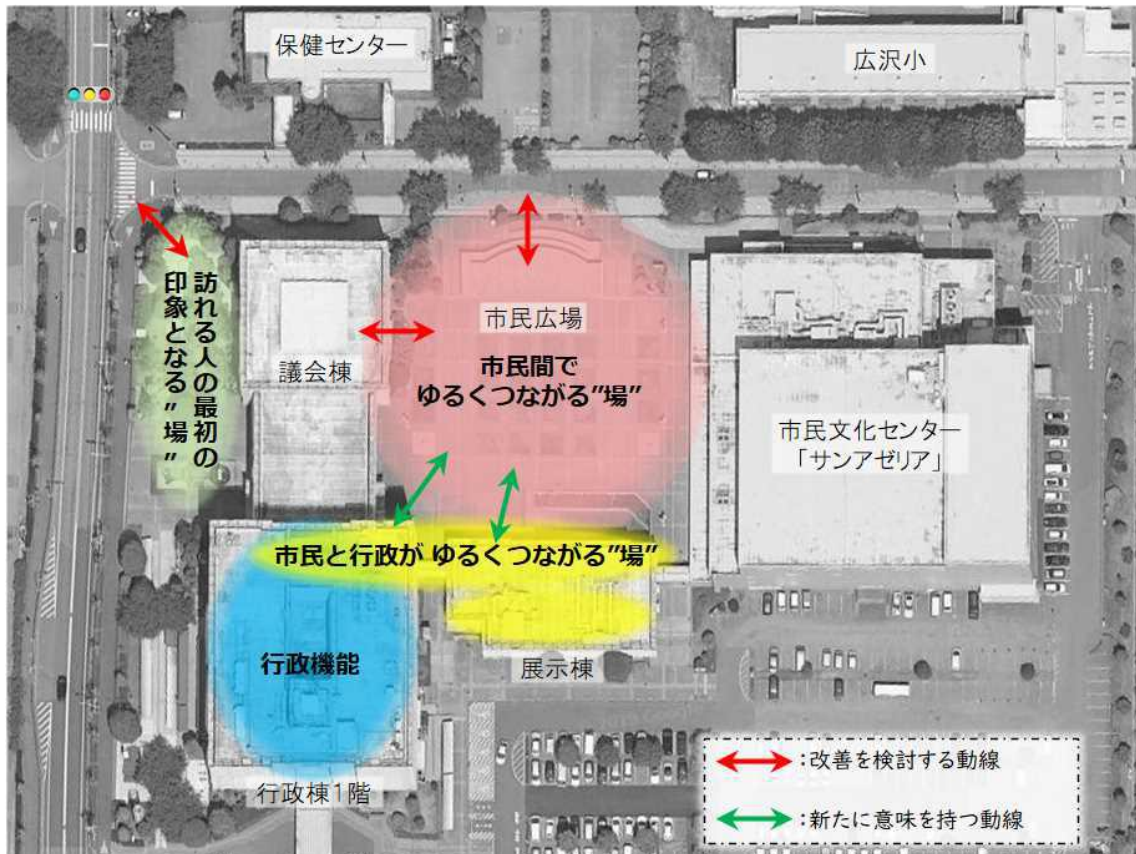 保健センター
広沢小
訪れる人の最初の
印象となる”場”
議会棟
市民広場
市民間で
ゆるくつながる”場”
市民文化センター
「サンアゼリア」
市民と行政が ゆるくつながる”場”
行政機能
展示棟
行政棟1階
:改善を検討する動線
:新たに意味を持つ動線